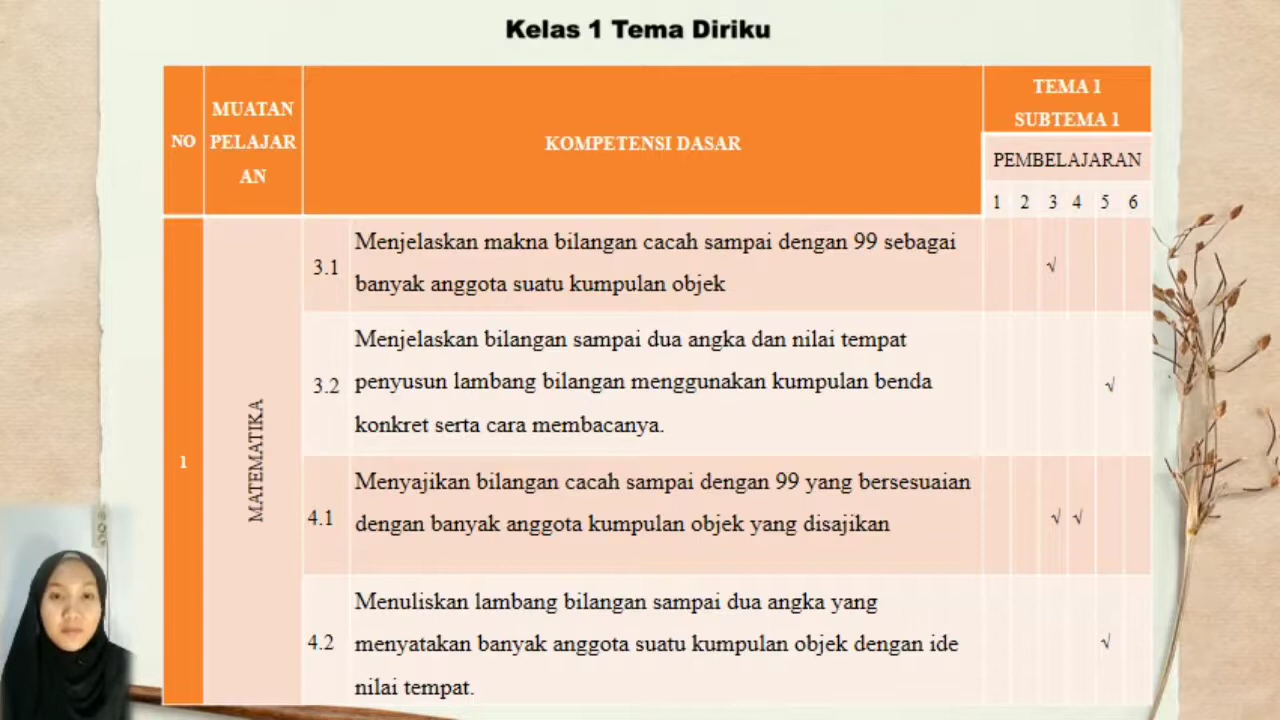 Kelas 1 Tema Diriku
NO
MUATAN
PELAJAR
AN
KOMPETENSI DASAR
TEMA 1
SUBTEMA 1
PEMBELAJARAN
1 2 3 4 5 6
1
MATEMATIKA
3.1
Menjelaskan makna bilangan cacah sampai dengan 99 sebagai
banyak anggota suatu kumpulan objek
√
3.2
Menjelaskan bilangan sampai dua angka dan nilai tempat
penyusun lambang bilangan menggunakan kumpulan benda
konkret serta cara membacanya.
√
4.1
Menyajikan bilangan cacah sampai dengan 99 yang bersesuaian
dengan banyak anggota kumpulan objek yang disajikan
√ √
4.2
Menuliskan lambang bilangan sampai dua angka yang
menyatakan banyak anggota suatu kumpulan objek dengan ide
nilai tempat.
√